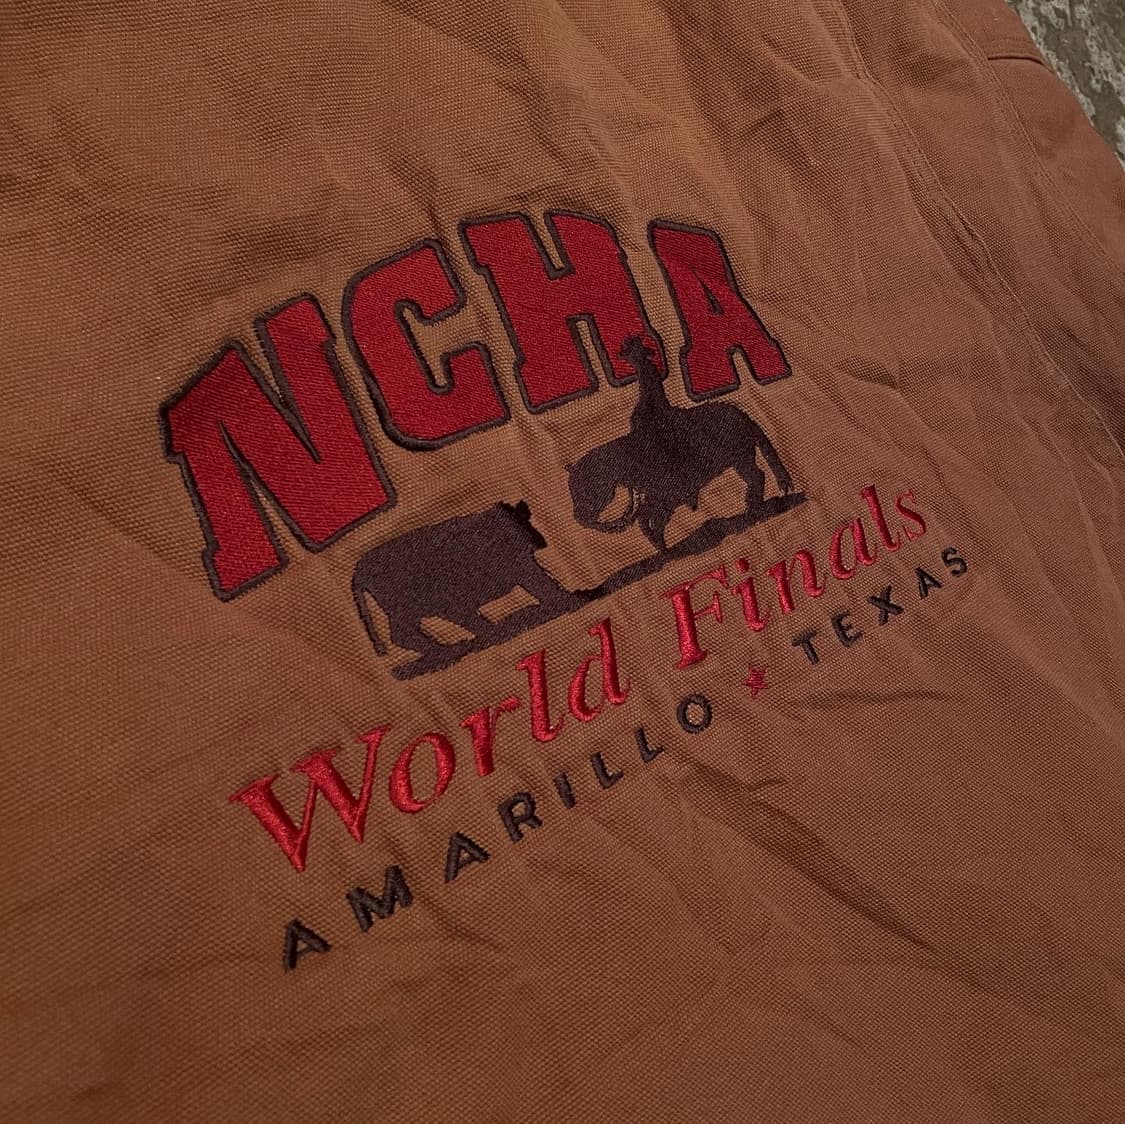 NCHA
World Finals
AMARILLO ★ TEXAS